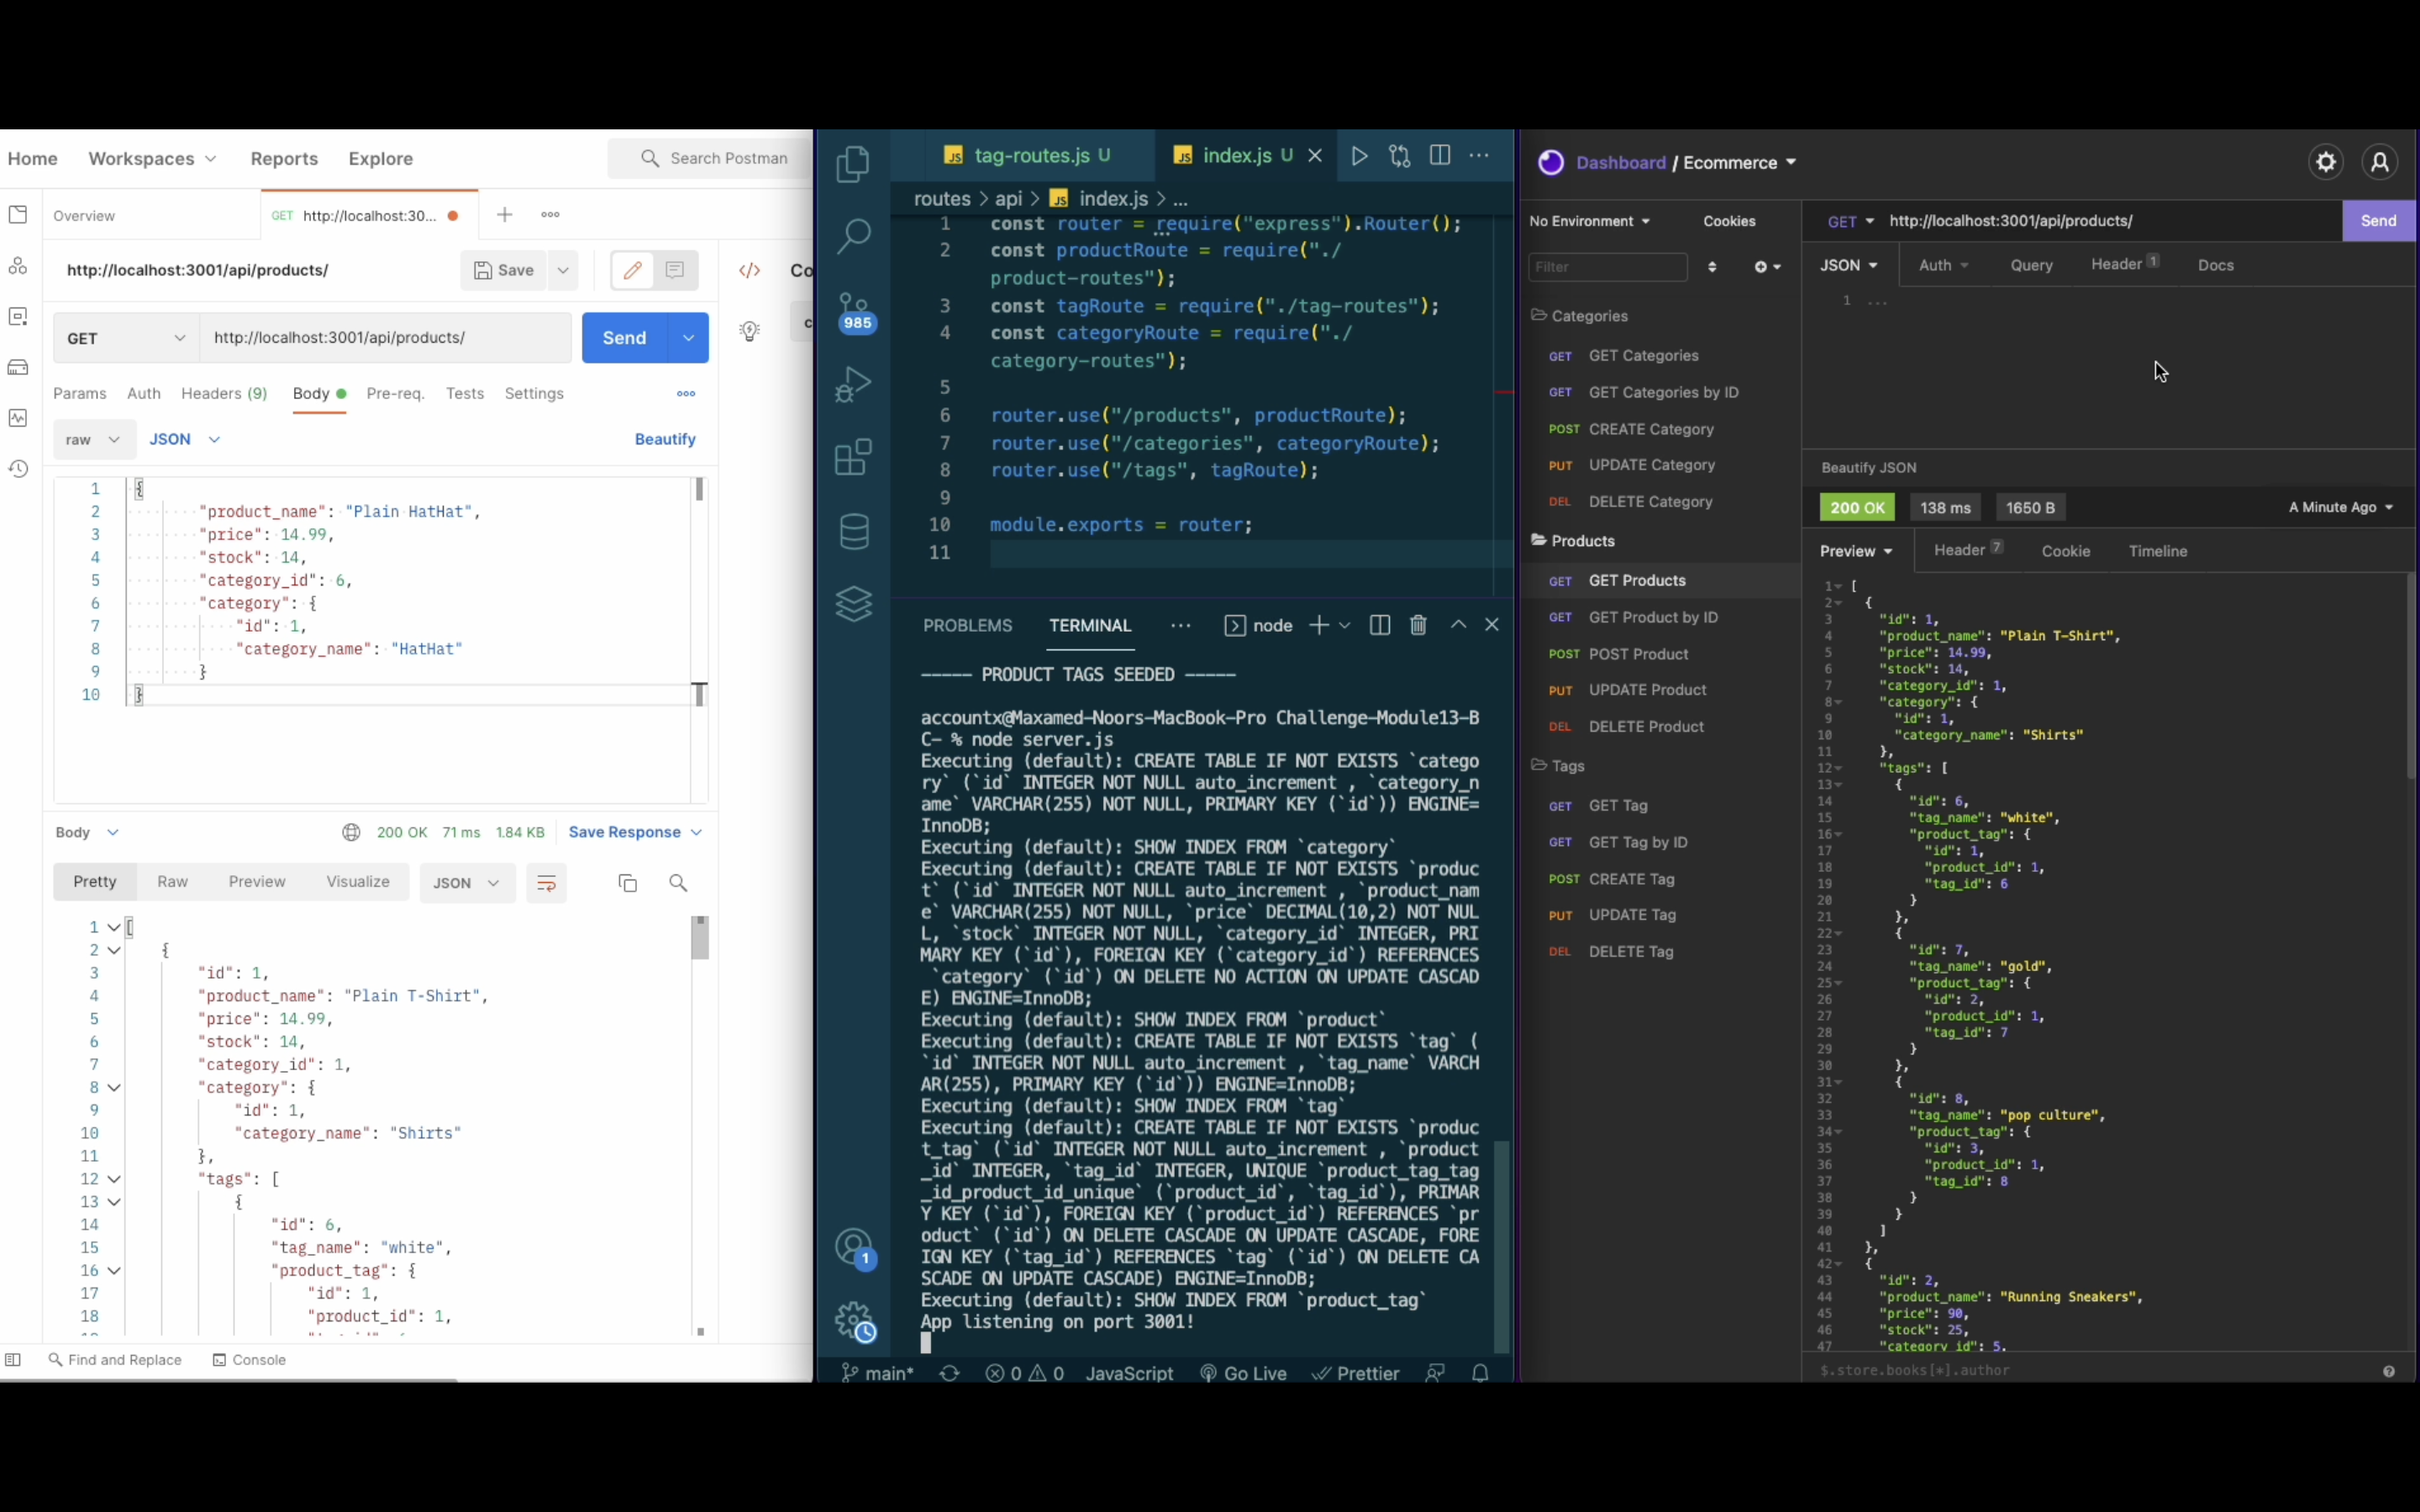 Home Workspaces Reports Explore Search Postman
Overview GET http://localhost:30...
http://localhost:3001/api/products/ Save Co
GET http://localhost:3001/api/products/ Send
Params Auth Headers (9) Body Pre-req. Tests Settings
raw JSON Beautify
1 {
2 "product_name": "Plain HatHat",
3 "price": 14.99,
4 "stock": 14,
5 "category_id": 6,
6 "category": {
7 "id": 1,
8 "category_name": "HatHat"
9 }
10 }
Body 200 OK 71 ms 1.84 KB Save Response
Pretty Raw Preview Visualize JSON
1 [
2 {
3 "id": 1,
4 "product_name": "Plain T-Shirt",
5 "price": 14.99,
6 "stock": 14,
7 "category_id": 1,
8 "category": {
9 "id": 1,
10 "category_name": "Shirts"
11 },
12 "tags": [
13 {
14 "id": 6,
15 "tag_name": "white",
16 "product_tag": {
17 "id": 1,
18 "product_id": 1,
Find and Replace Console
JS tag-routes.js U JS index.js U
routes > api > JS index.js > ...
985
1 const router = require("express").Router();
2 const productRoute = require("./
product-routes");
3 const tagRoute = require("./tag-routes");
4 const categoryRoute = require("./
category-routes");
5
6 router.use("/products", productRoute);
7 router.use("/categories", categoryRoute);
8 router.use("/tags", tagRoute);
9
10 module.exports = router;
11
PROBLEMS TERMINAL ... node
—— PRODUCT TAGS SEEDED ——
accountx@Maxamed-Noors-MacBook-Pro Challenge-Module13-B
C- % node server.js
Executing (default): CREATE TABLE IF NOT EXISTS `catego
ry` (`id` INTEGER NOT NULL auto_increment , `category_n
ame` VARCHAR(255) NOT NULL, PRIMARY KEY (`id`)) ENGINE=
InnoDB;
Executing (default): SHOW INDEX FROM `category`
Executing (default): CREATE TABLE IF NOT EXISTS `produc
t` (`id` INTEGER NOT NULL auto_increment , `product_nam
e` VARCHAR(255) NOT NULL, `price` DECIMAL(10,2) NOT NUL
L, `stock` INTEGER NOT NULL, `category_id` INTEGER, PRI
MARY KEY (`id`), FOREIGN KEY (`category_id`) REFERENCES
`category` (`id`) ON DELETE NO ACTION ON UPDATE CASCAD
E) ENGINE=InnoDB;
Executing (default): SHOW INDEX FROM `product`
Executing (default): CREATE TABLE IF NOT EXISTS `tag` (
`id` INTEGER NOT NULL auto_increment , `tag_name` VARCH
AR(255), PRIMARY KEY (`id`)) ENGINE=InnoDB;
Executing (default): SHOW INDEX FROM `tag`
Executing (default): CREATE TABLE IF NOT EXISTS `produc
t_tag` (`id` INTEGER NOT NULL auto_increment , `product
_id` INTEGER, `tag_id` INTEGER, UNIQUE `product_tag_tag
_id_product_id_unique` (`product_id`, `tag_id`), PRIMAR
Y KEY (`id`), FOREIGN KEY (`product_id`) REFERENCES `pr
oduct` (`id`) ON DELETE CASCADE ON UPDATE CASCADE, FORE
IGN KEY (`tag_id`) REFERENCES `tag` (`id`) ON DELETE CA
SCADE ON UPDATE CASCADE) ENGINE=InnoDB;
Executing (default): SHOW INDEX FROM `product_tag`
App listening on port 3001!
1
main* 0 0 JavaScript Go Live Prettier
Dashboard / Ecommerce
No Environment Cookies
Filter
Categories
GET GET Categories
GET GET Categories by ID
POST CREATE Category
PUT UPDATE Category
DEL DELETE Category
Products
GET GET Products
GET GET Product by ID
POST POST Product
PUT UPDATE Product
DEL DELETE Product
Tags
GET GET Tag
GET GET Tag by ID
POST CREATE Tag
PUT UPDATE Tag
DEL DELETE Tag
GET http://localhost:3001/api/products/ Send
JSON Auth Query Header 1 Docs
1 ...
Beautify JSON
200 OK 138 ms 1650 B A Minute Ago
Preview Header 7 Cookie Timeline
1 [
2 {
3 "id": 1,
4 "product_name": "Plain T-Shirt",
5 "price": 14.99,
6 "stock": 14,
7 "category_id": 1,
8 "category": {
9 "id": 1,
10 "category_name": "Shirts"
11 },
12 "tags": [
13 {
14 "id": 6,
15 "tag_name": "white",
16 "product_tag": {
17 "id": 1,
18 "product_id": 1,
19 "tag_id": 6
20 }
21 },
22 {
23 "id": 7,
24 "tag_name": "gold",
25 "product_tag": {
26 "id": 2,
27 "product_id": 1,
28 "tag_id": 7
29 }
30 },
31 {
32 "id": 8,
33 "tag_name": "pop culture",
34 "product_tag": {
35 "id": 3,
36 "product_id": 1,
37 "tag_id": 8
38 }
39 }
40 ]
41 },
42 {
43 "id": 2,
44 "product_name": "Running Sneakers",
45 "price": 90,
46 "stock": 25,
47 "category_id": 5,
$.store.books[*].author